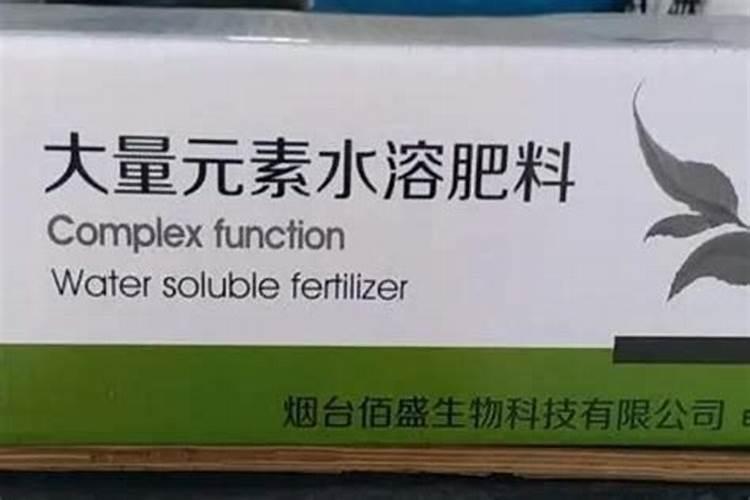 大量元素水溶肥料
Complex function
Water soluble fertilizer
烟台佰盛生物科技有限公司